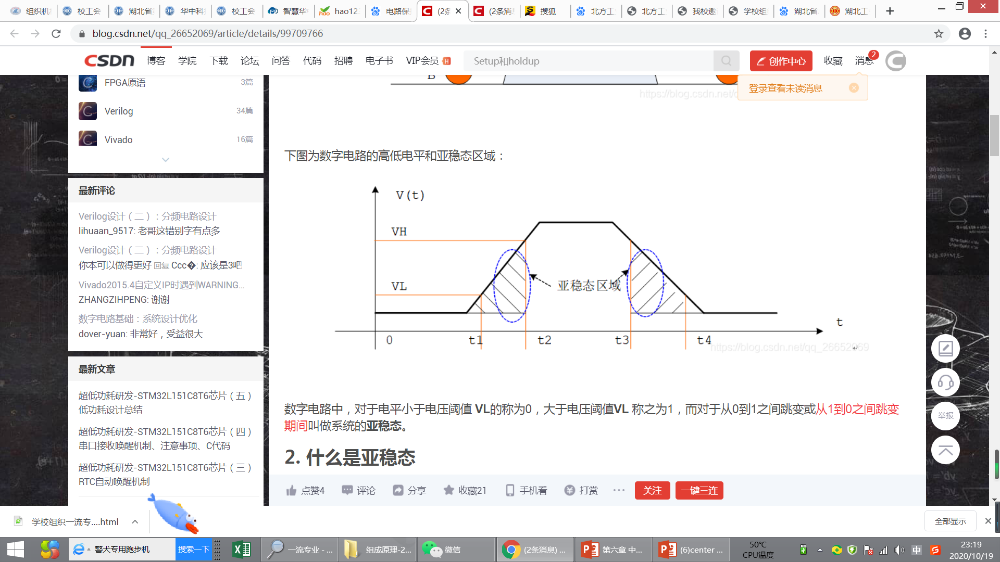 组织机
校工会
湖北省
华中科
校工会
智慧华
hao12
电路保
(2条
(2条消
搜狐
北方工
北方工
我校邀
学校组
湖北省
湖北工
blog.csdn.net/qq_26652069/article/details/99709766
CSDN
博客
学院
下载
论坛
问答
代码
招聘
电子书
VIP会员
Setup和holdup
创作中心
收藏
消息
2
登录查看未读消息
FPGA原语
3篇
Verilog
34篇
Vivado
16篇
最新评论
Verilog设计（二）：分频电路设计
lihuaan_9517: 老哥这错别字有点多
Verilog设计（二）：分频电路设计
你本可以做得更好 回复 Ccc�: 应该是3吧
Vivado2015.4自定义IP时遇到WARNING...
ZHANGZIHPENG: 谢谢
数字电路基础：系统设计优化
dover-yuan: 非常好，受益很大
最新文章
超低功耗研发-STM32L151C8T6芯片（五）
低功耗设计总结
超低功耗研发-STM32L151C8T6芯片（四）
串口接收唤醒机制、注意事项、C代码
超低功耗研发-STM32L151C8T6芯片（三）
RTC自动唤醒机制
B
https://blog.csdn.net/
下图为数字电路的高低电平和亚稳态区域：
V(t)
VH
VL
亚稳态区域
t
0
t1
t2
t3
t4
https://blog.csdn.net/qq_26652069
数字电路中，对于电平小于电压阈值 VL的称为0，大于电压阈值VL 称之为1，而对于从0到1之间跳变或从1到0之间跳变
期间叫做系统的亚稳态。
2. 什么是亚稳态
点赞4
评论
分享
收藏21
手机看
打赏
关注
一键三连
举报
学校组织一流专....html
全部显示
警犬专用跑步机
搜索一下
一流专业 - ...
组成原理-2...
微信
(2条消息) ...
第六章 中...
(6)center ...
50℃
CPU温度
中
23:19
2020/10/19